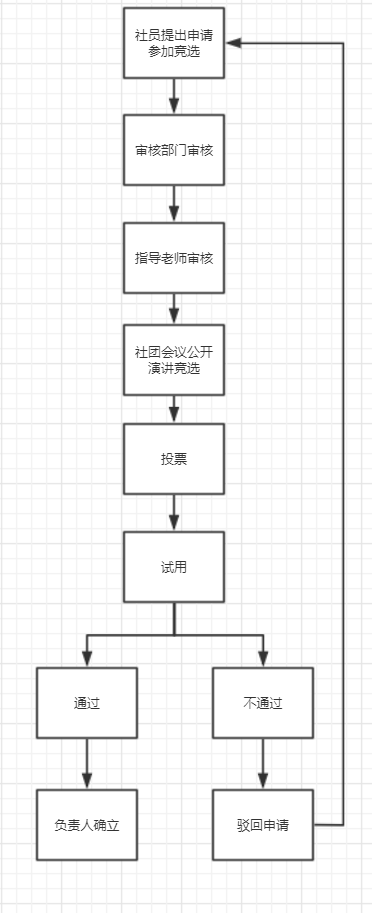 社员提出申请
参加竞选
审核部门审核
指导老师审核
社团会议公开
演讲竞选
投票
试用
通过
不通过
负责人确立
驳回申请